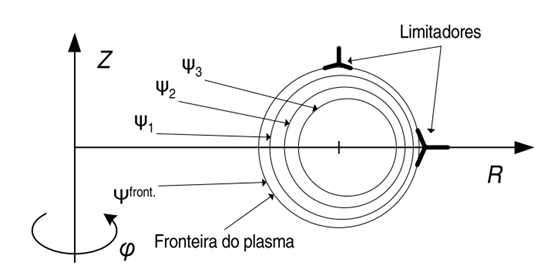 Limitadores
Z
Ψ3
Ψ2
Ψ1
R
Ψfront.
Fronteira do plasma
φ